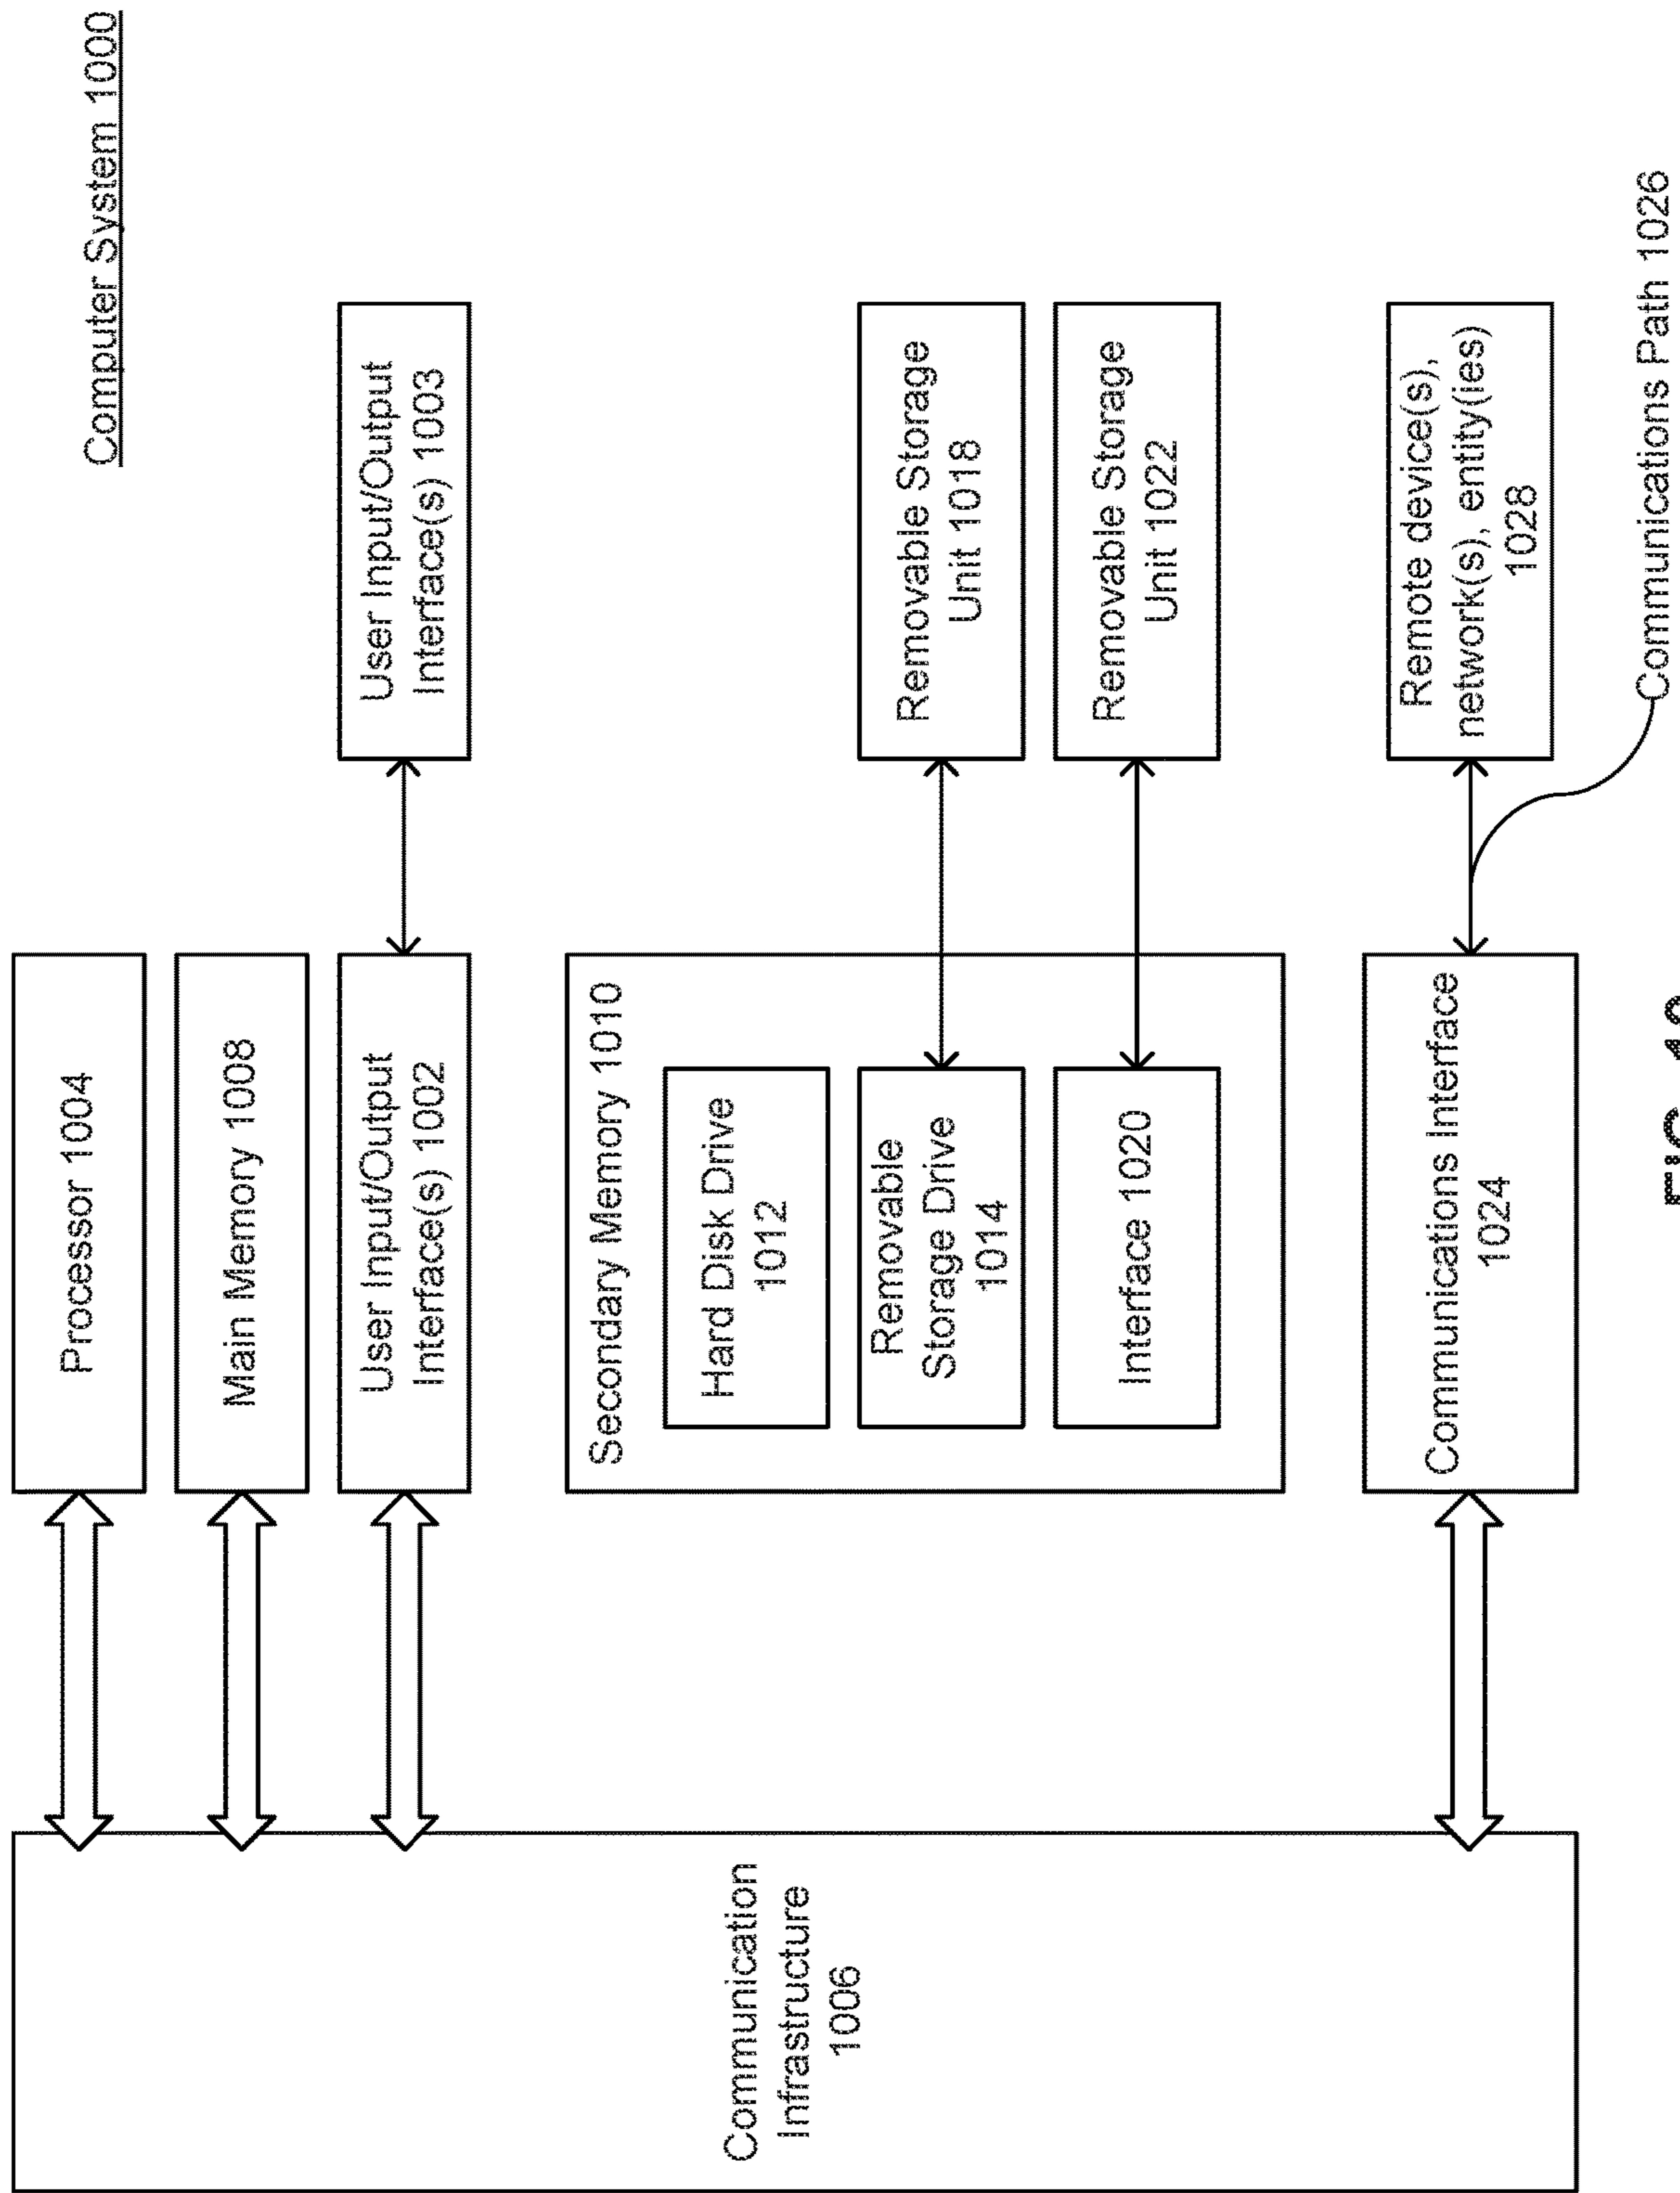 Computer System 1000
Processor 1004
Main Memory 1008
User Input/Output
Interface(s) 1002
User Input/Output
Interface(s) 1003
Communication
Infrastructure
1006
Secondary Memory 1010
Hard Disk Drive
1012
Removable
Storage Drive
1014
Removable Storage
Unit 1018
Interface 1020
Removable Storage
Unit 1022
Communications Interface
1024
Remote device(s),
network(s), entity(ies)
1028
Communications Path 1026